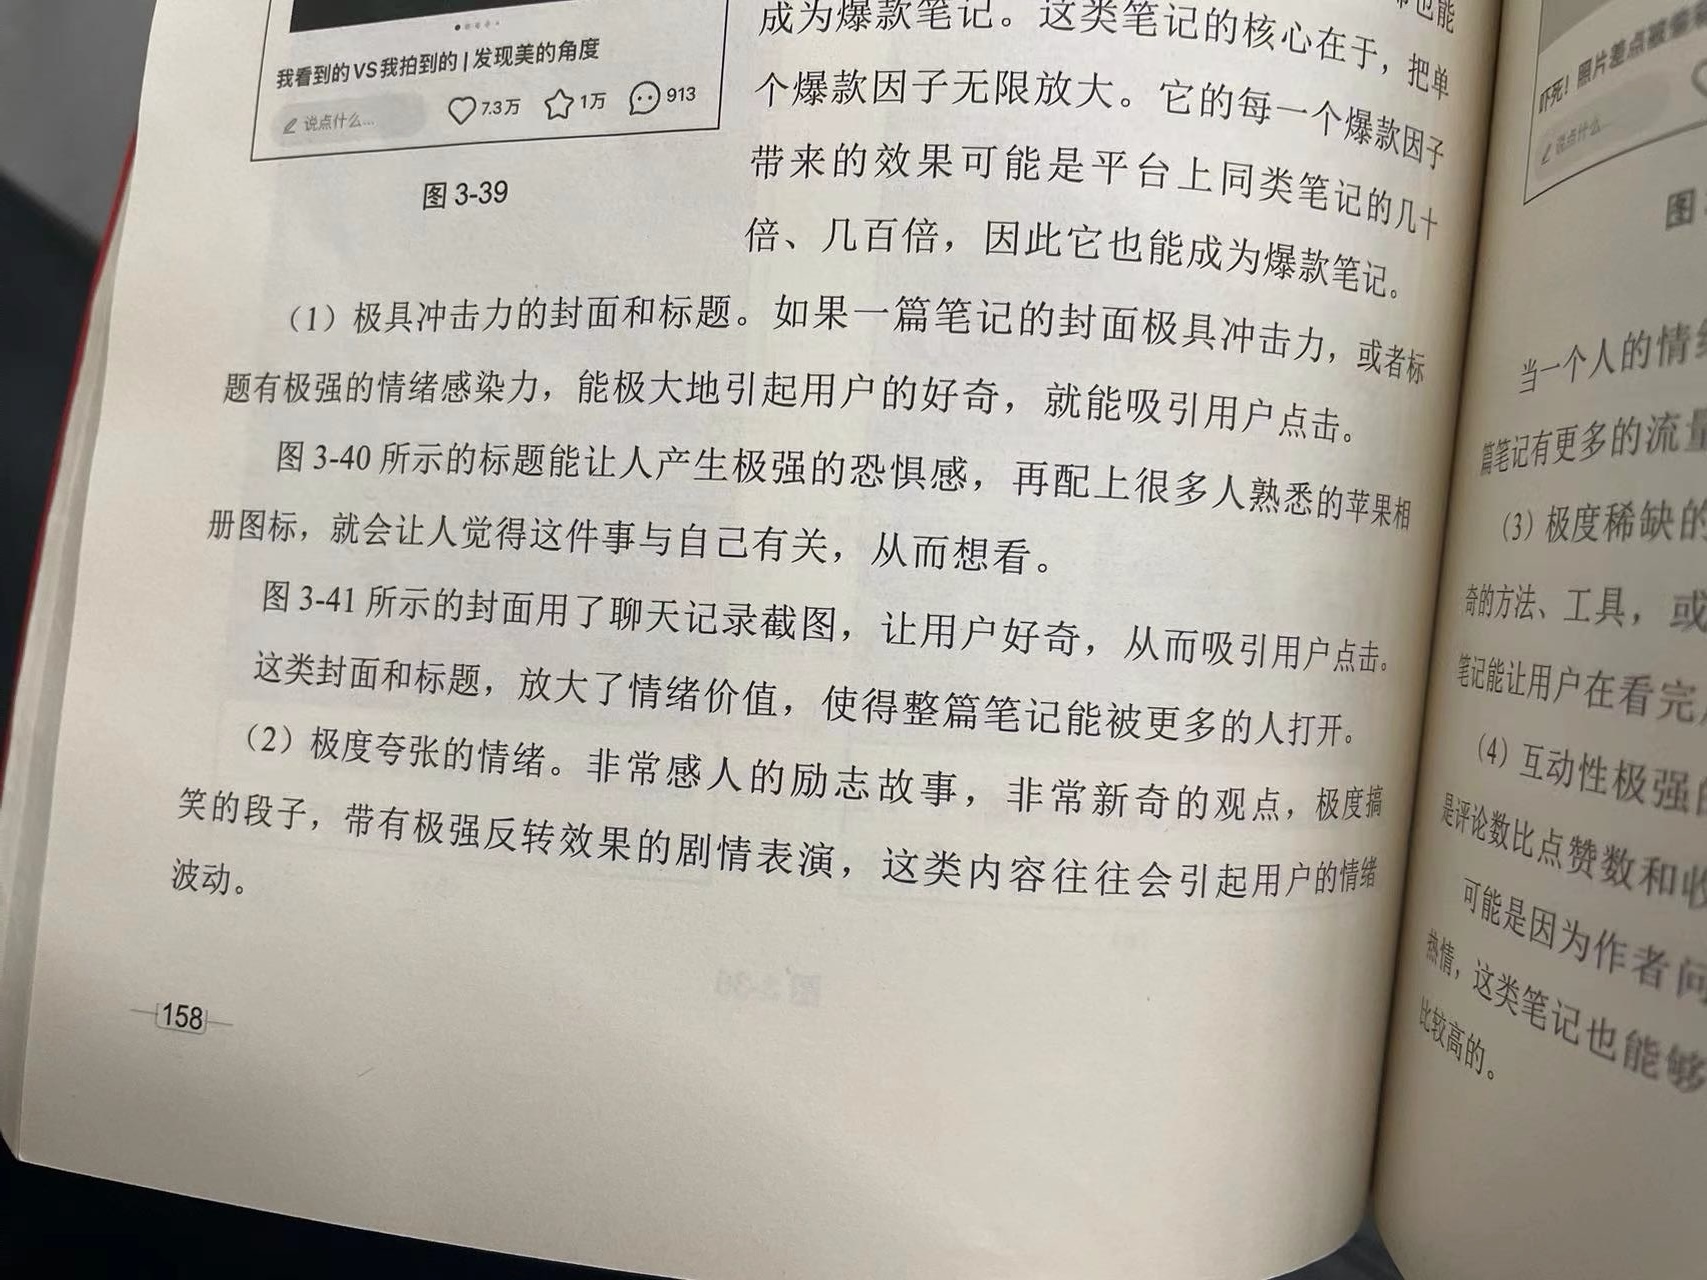 我看到的VS我拍到的|发现美的角度
说点什么... 7.3万 1万 913
图 3-39
也能
成为爆款笔记。这类笔记的核心在于，把单
个爆款因子无限放大。它的每一个爆款因子
带来的效果可能是平台上同类笔记的几十
倍、几百倍，因此它也能成为爆款笔记。
（1）极具冲击力的封面和标题。如果一篇笔记的封面极具冲击力，或者标
题有极强的情绪感染力，能极大地引起用户的好奇，就能吸引用户点击。
图 3-40 所示的标题能让人产生极强的恐惧感，再配上很多人熟悉的苹果相
册图标，就会让人觉得这件事与自己有关，从而想看。
图 3-41 所示的封面用了聊天记录截图，让用户好奇，从而吸引用户点击。
这类封面和标题，放大了情绪价值，使得整篇笔记能被更多的人打开。
（2）极度夸张的情绪。非常感人的励志故事，非常新奇的观点，极度搞
笑的段子，带有极强反转效果的剧情表演，这类内容往往会引起用户的情绪
波动。
158
吓死！照片差点被
说点什么...
图
当一个人的情绪
篇笔记有更多的流量
（3）极度稀缺的
奇的方法、工具，或
笔记能让用户在看完
（4）互动性极强的
是评论数比点赞数和收
可能是因为作者问
热情，这类笔记也能够
比较高的。